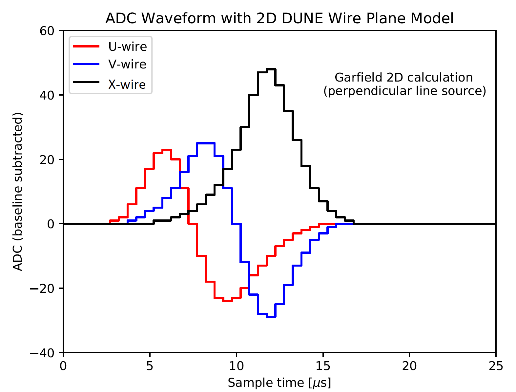 ADC Waveform with 2D DUNE Wire Plane Model
60
40
20
0
−20
−40
ADC (baseline subtracted)
U-wire
V-wire
X-wire
Garfield 2D calculation
(perpendicular line source)
0 5 10 15 20 25
Sample time [μs]